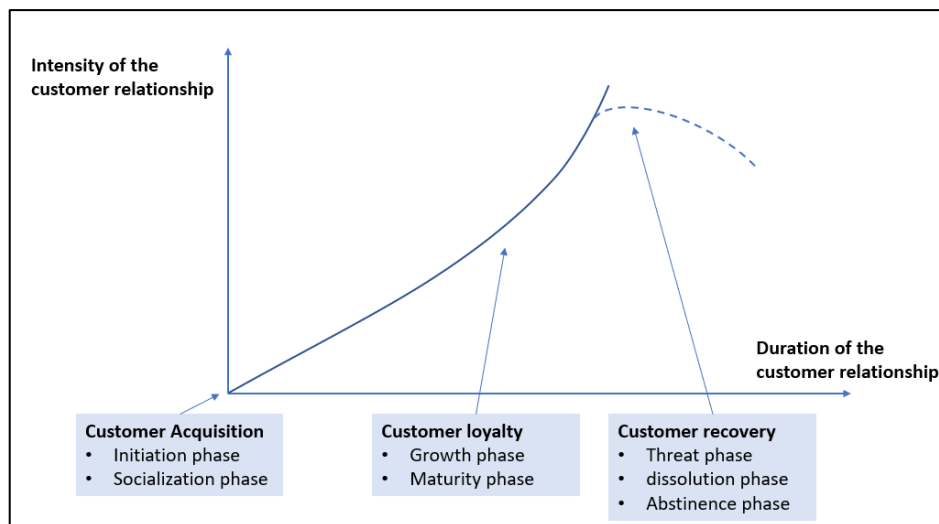 Intensity of the
customer relationship
Duration of the
customer relationship
Customer Acquisition
• Initiation phase
• Socialization phase
Customer loyalty
• Growth phase
• Maturity phase
Customer recovery
• Threat phase
• dissolution phase
• Abstinence phase